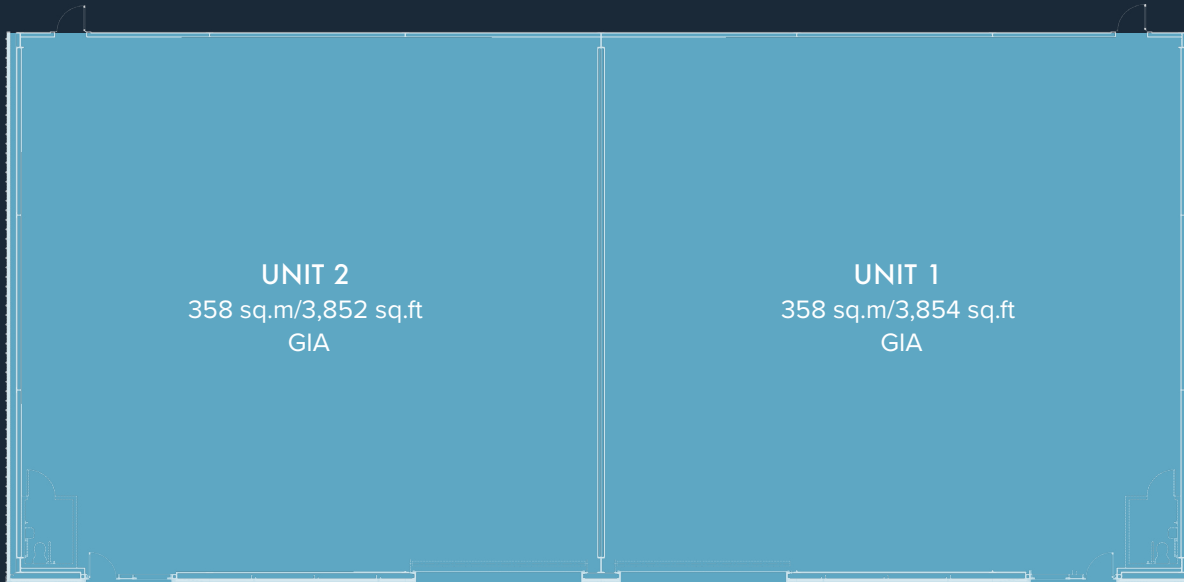 UNIT 2
358 sq.m/3,852 sq.ft
GIA
UNIT 1
358 sq.m/3,854 sq.ft
GIA